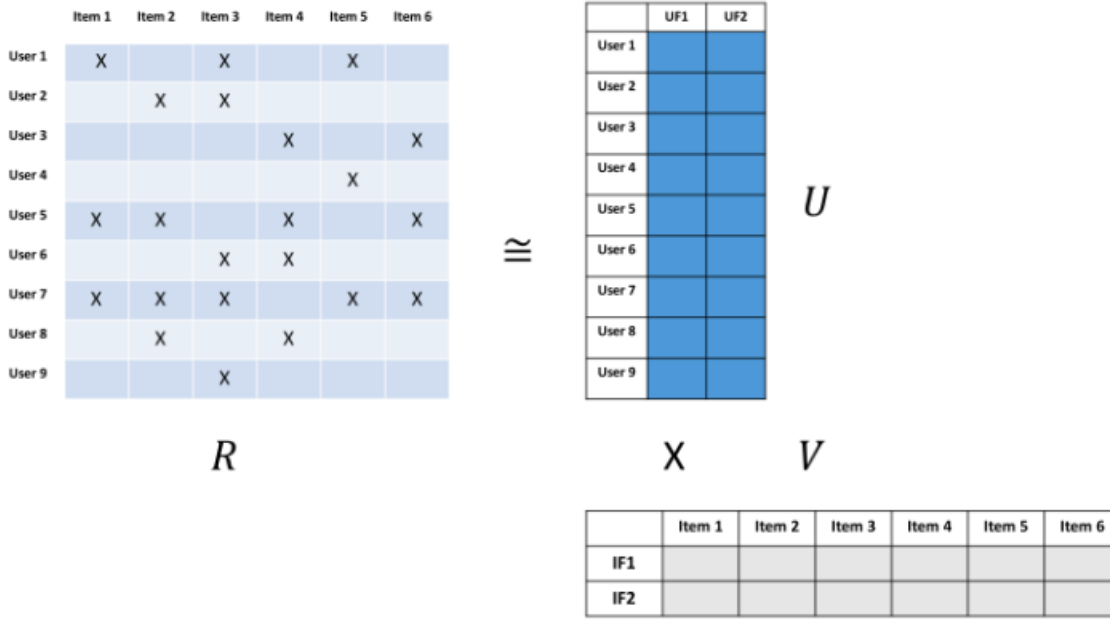 Item 1 Item 2 Item 3 Item 4 Item 5 Item 6
User 1 X X X
User 2 X X
User 3 X X
User 4 X
User 5 X X X X
User 6 X X
User 7 X X X X X
User 8 X X
User 9 X
R
≅
UF1 UF2
User 1
User 2
User 3
User 4
User 5
User 6
User 7
User 8
User 9
U
X V
Item 1 Item 2 Item 3 Item 4 Item 5 Item 6
IF1
IF2